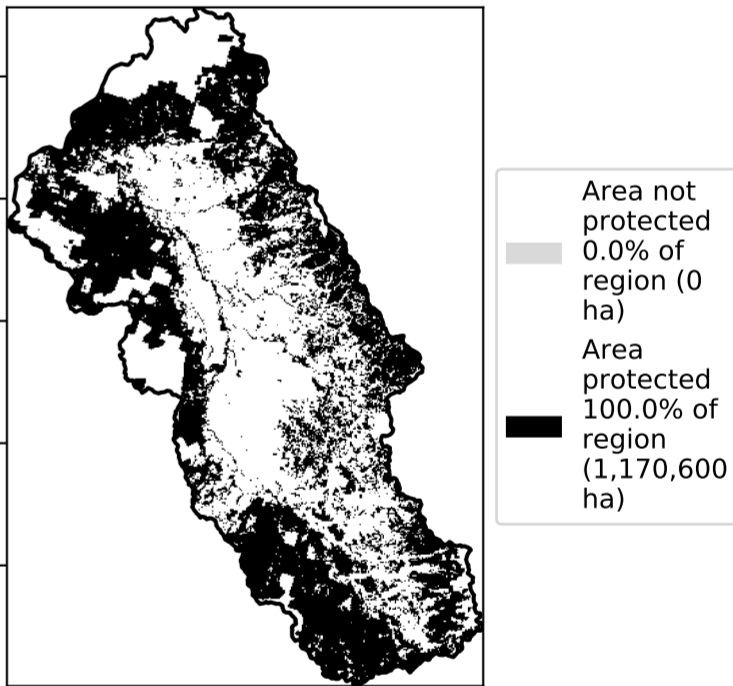 Area not
protected
0.0% of
region (0
ha)
Area
protected
100.0% of
region
(1,170,600
ha)